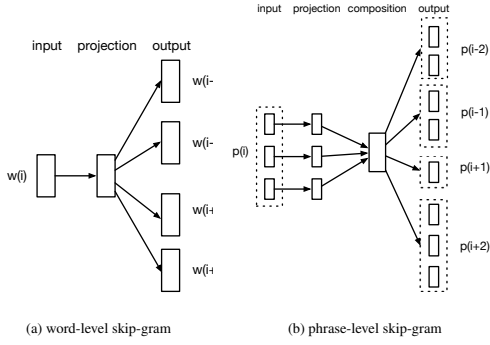 input projection output
w(i)
w(i-
w(i-
w(i+
w(i+
(a) word-level skip-gram
input projection composition output
p(i)
p(i-2)
p(i-1)
p(i+1)
p(i+2)
(b) phrase-level skip-gram